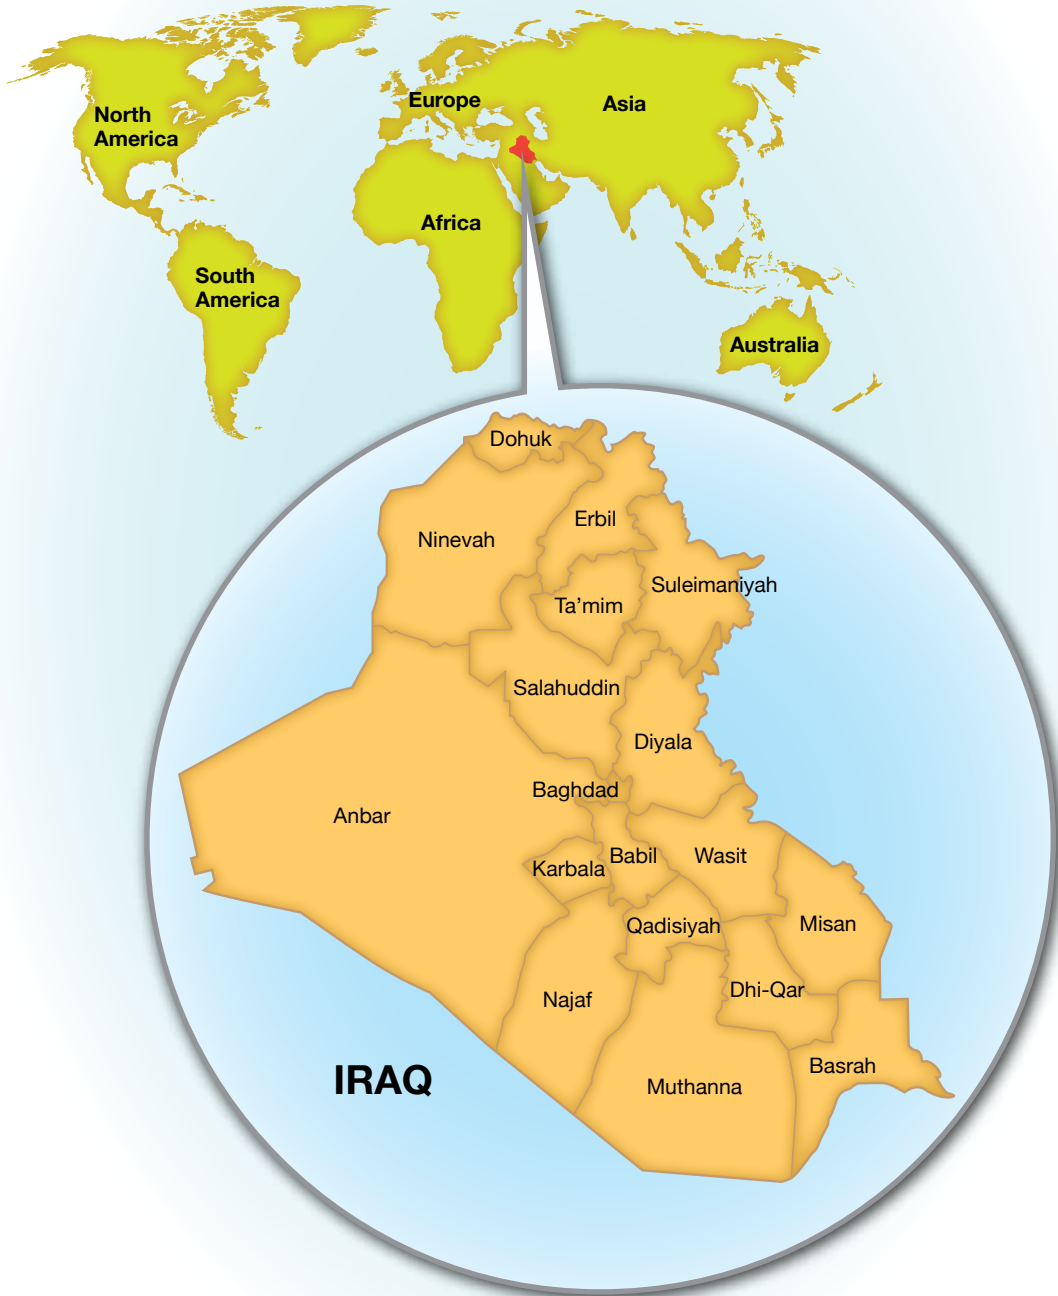 North
America
Europe
Asia
Africa
South
America
Australia
Dohuk
Erbil
Ninevah
Suleimaniyah
Ta’mim
Salahuddin
Diyala
Baghdad
Anbar
Babil
Wasit
Karbala
Qadisiyah
Misan
Dhi-Qar
Najaf
Basrah
IRAQ
Muthanna